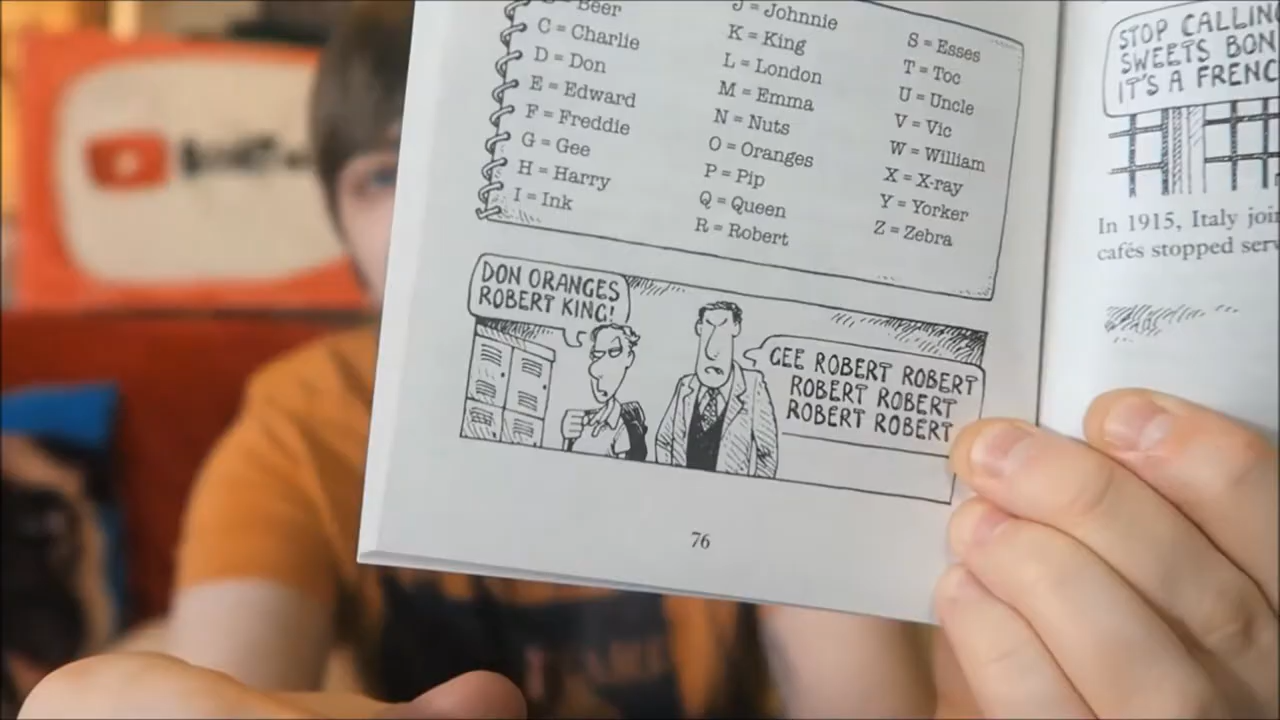 Beer
C = Charlie
D = Don
E = Edward
F = Freddie
G = Gee
H = Harry
I = Ink
J = Johnnie
K = King
L = London
M = Emma
N = Nuts
O = Oranges
P = Pip
Q = Queen
R = Robert
S = Esses
T = Toc
U = Uncle
V = Vic
W = William
X = X-ray
Y = Yorker
Z = Zebra
DON ORANGES
ROBERT KING!
GEE ROBERT ROBERT
ROBERT ROBERT
ROBERT ROBERT
76
STOP CALLING
SWEETS BON
IT'S A FRENC
In 1915, Italy joi
cafés stopped ser